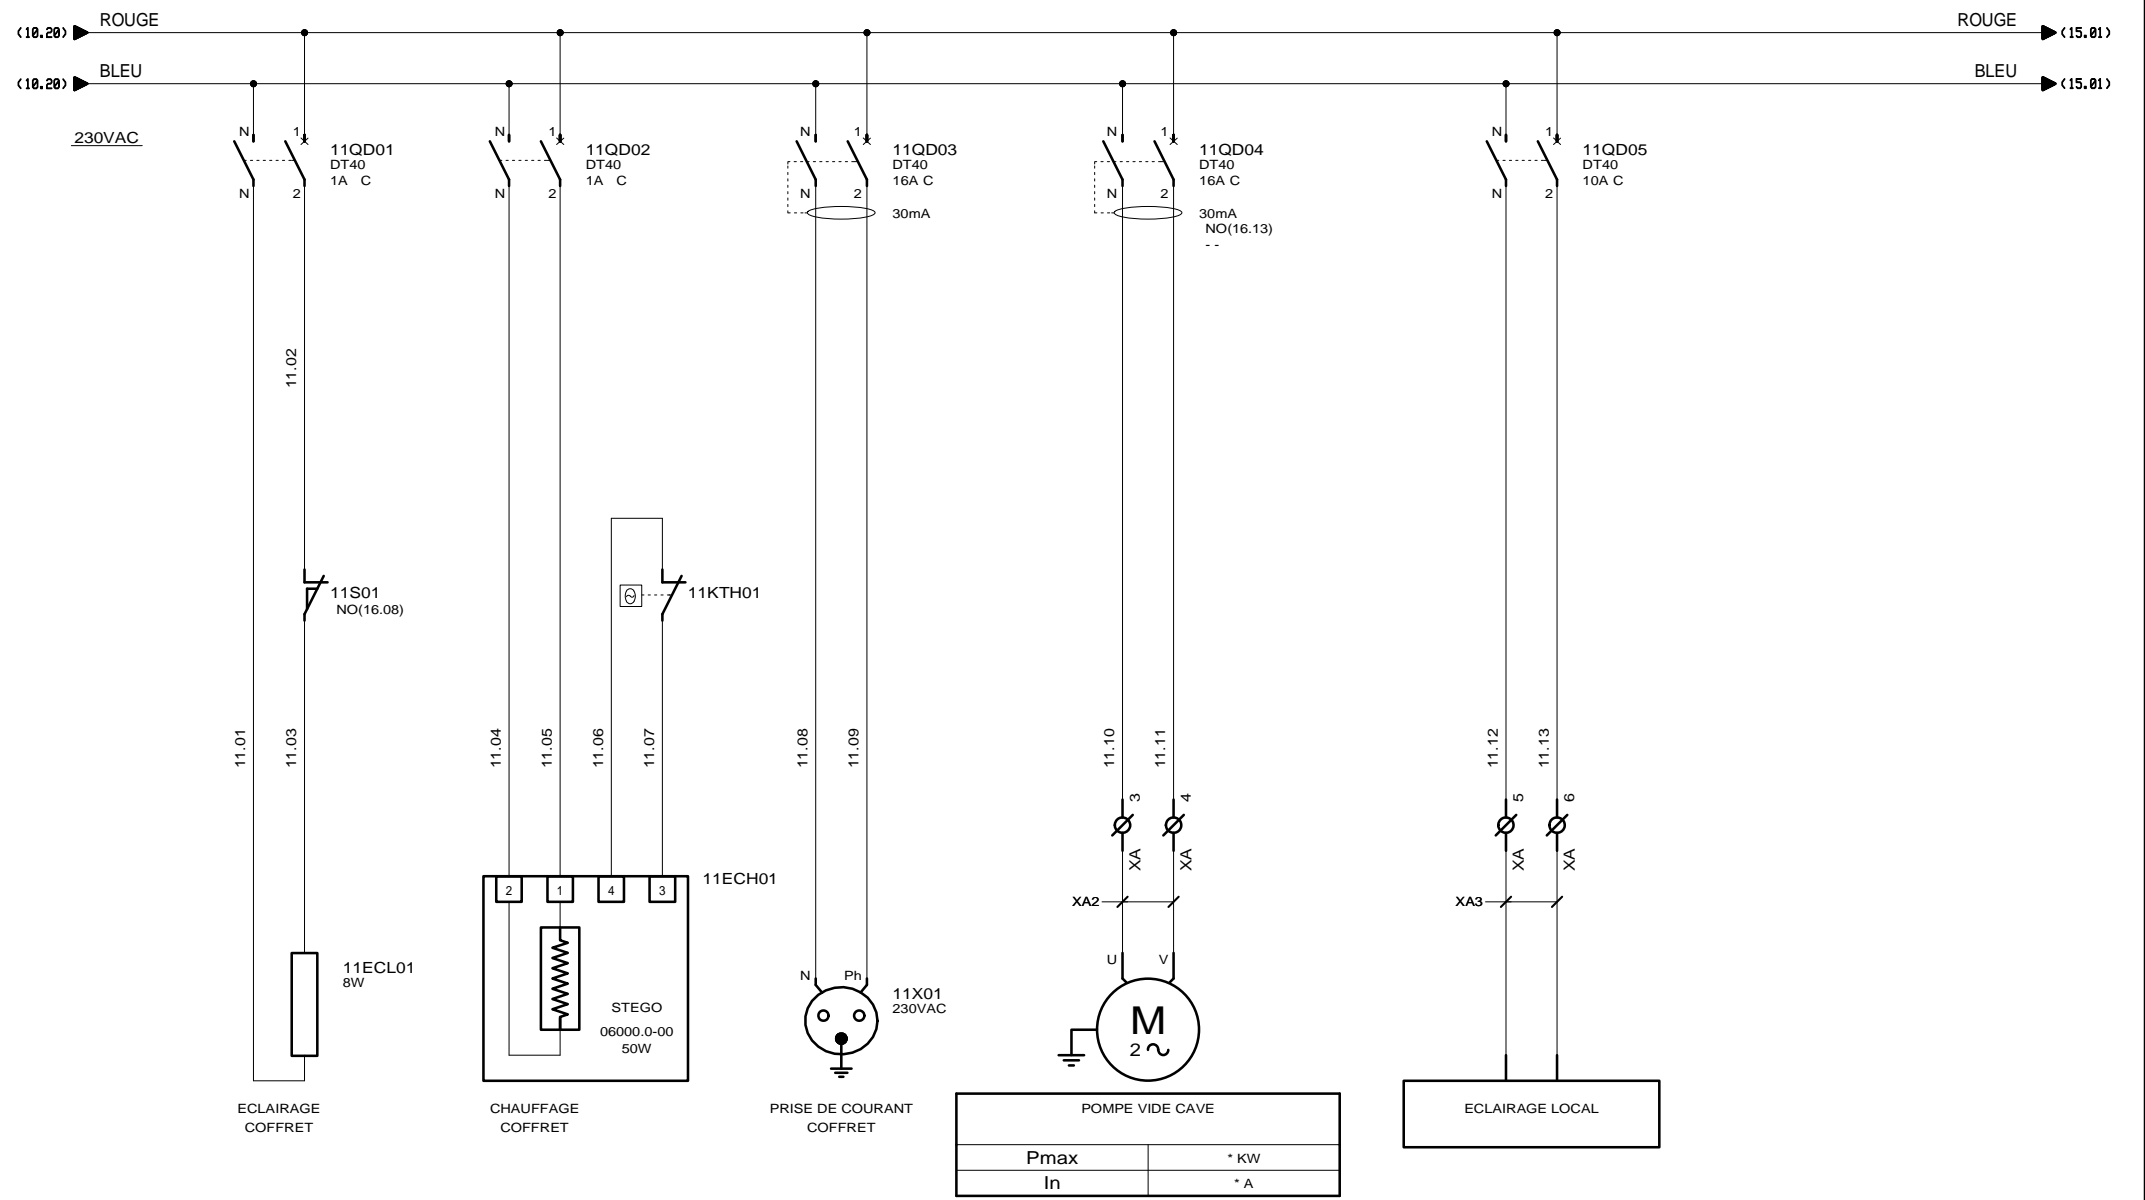 (10.20) ROUGE ROUGE (15.01)
(10.20) BLEU BLEU (15.01)
230VAC
N 1 11QD01
DT40
1A C
N 2
N 1 11QD02
DT40
1A C
N 2
N 1 11QD03
DT40
16A C
N 2
30mA
N 1 11QD04
DT40
16A C
N 2
30mA
NO(16.13)
- -
N 1 11QD05
DT40
10A C
N 2
11.02
11S01
NO(16.08)
11KTH01
11.01
11.03
11.04
11.05
11.06
11.07
11.08
11.09
11.10
11.11
11.12
11.13
3
4
5
6
XA
XA
XA
XA
11ECH01
2 1 4 3
XA2
XA3
11ECL01
8W
STEGO
06000.0-00
50W
N Ph
11X01
230VAC
U V
M
2
ECLAIRAGE
COFFRET
CHAUFFAGE
COFFRET
PRISE DE COURANT
COFFRET
POMPE VIDE CAVE
Pmax * KW
In * A
ECLAIRAGE LOCAL